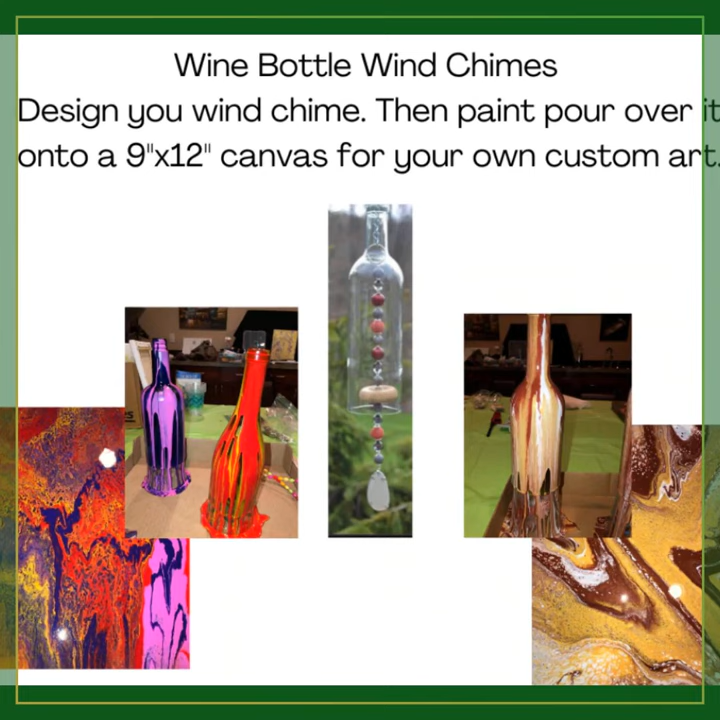 Wine Bottle Wind Chimes
Design you wind chime. Then paint pour over it
onto a 9"x12" canvas for your own custom art.